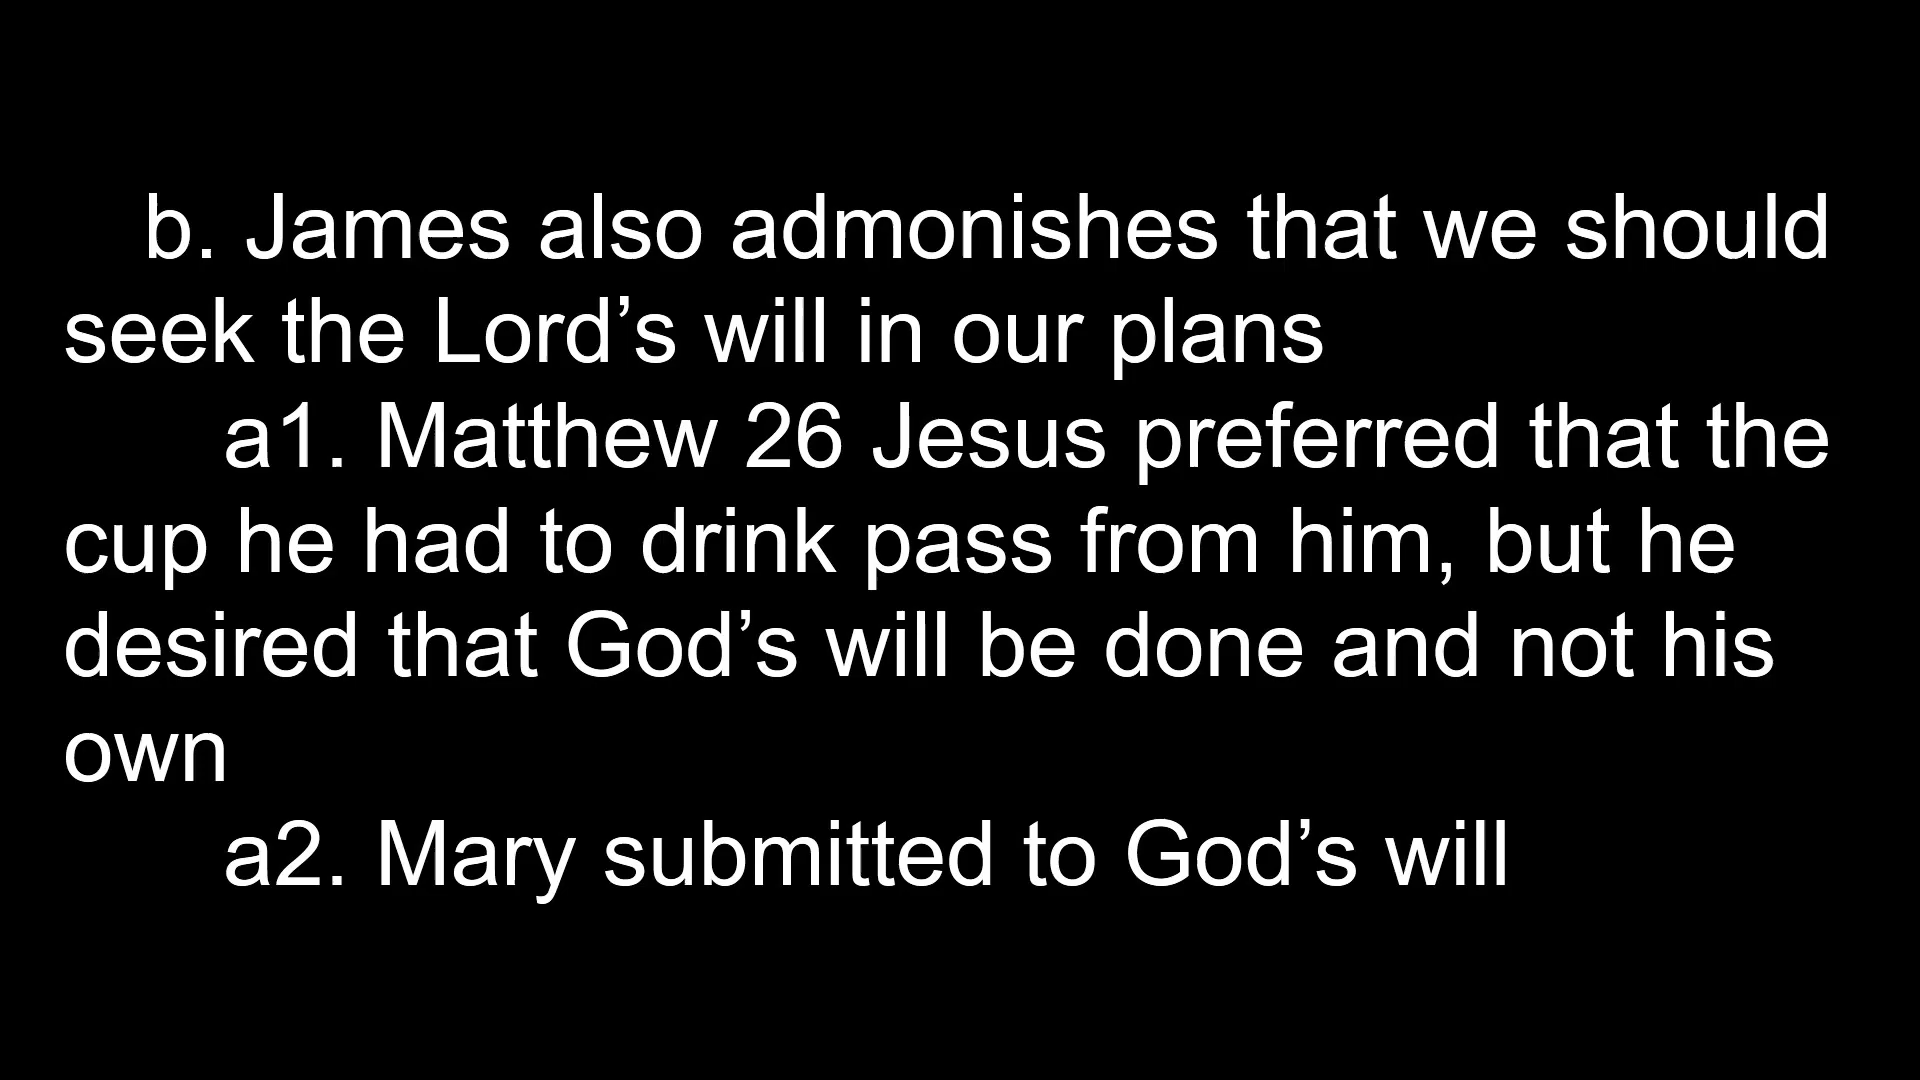 b. James also admonishes that we should
seek the Lord’s will in our plans
a1. Matthew 26 Jesus preferred that the
cup he had to drink pass from him, but he
desired that God’s will be done and not his
own
a2. Mary submitted to God’s will